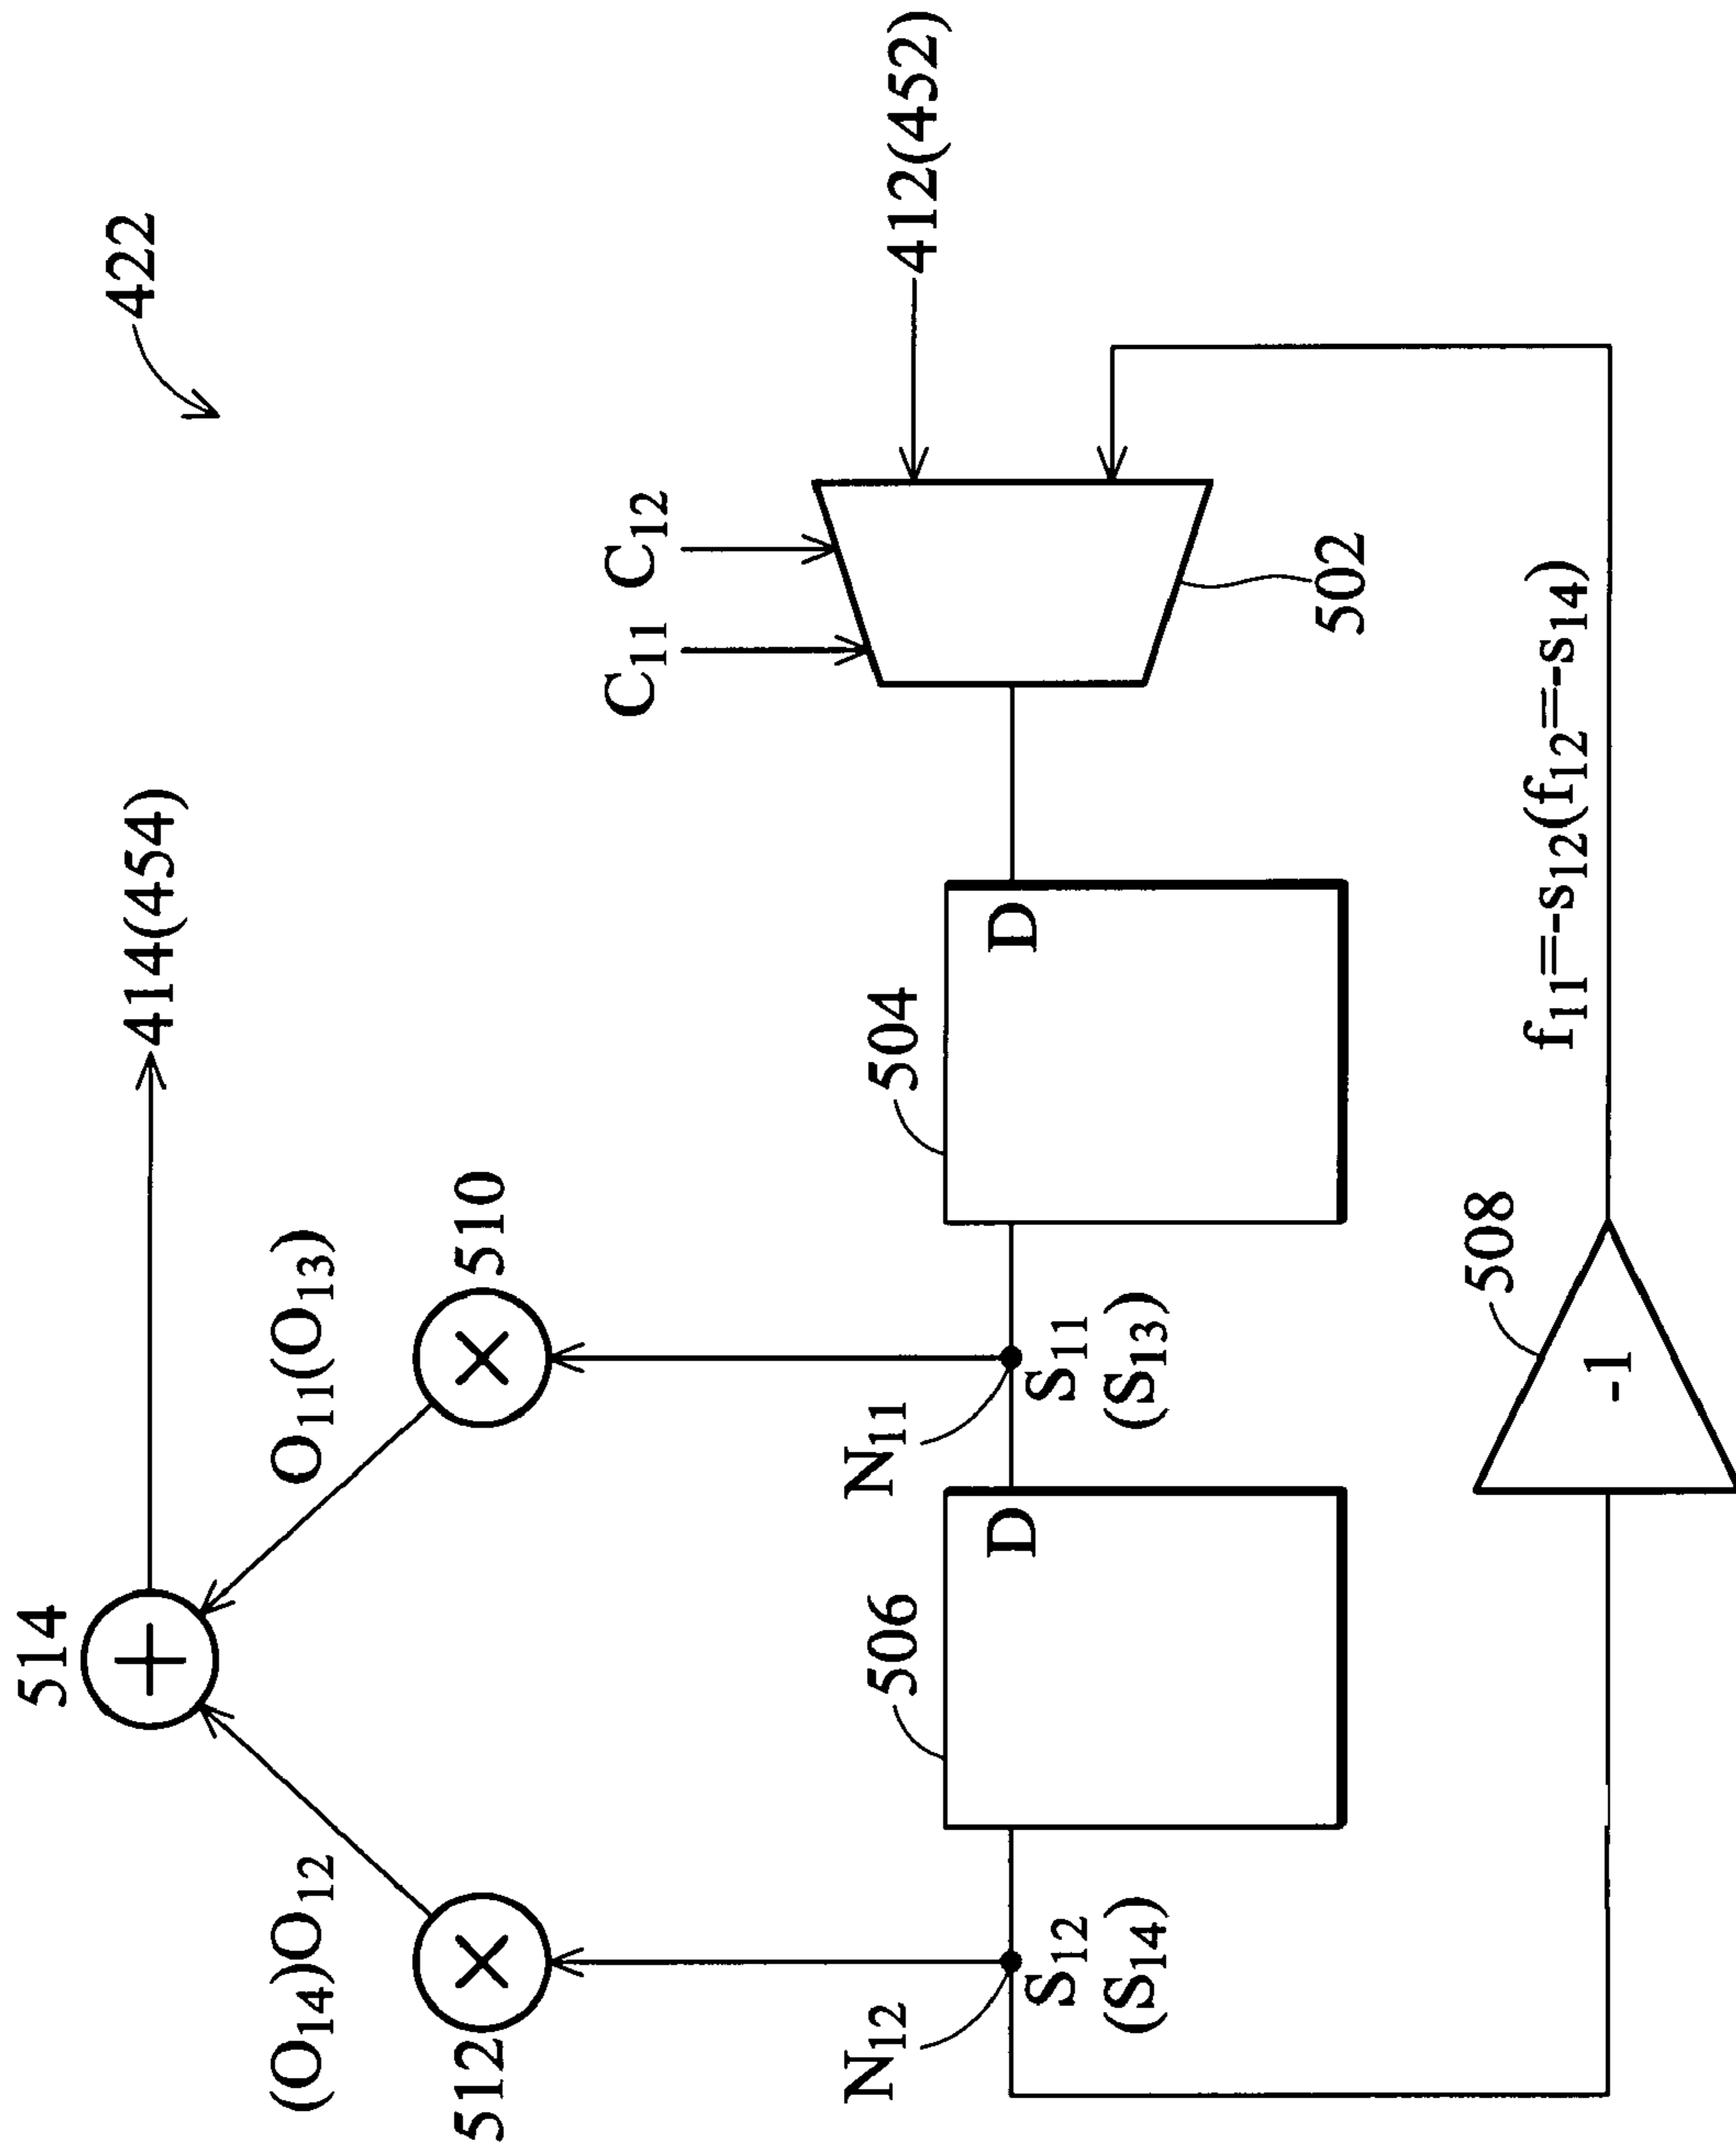 422
414(454)
514
O11(O13)
(O14)O12
510
512
C11 C12
412(452)
504
506
N11
N12
D
D
S11
(S13)
S12
(S14)
502
508
-1
f11=-s12(f12=-s14)